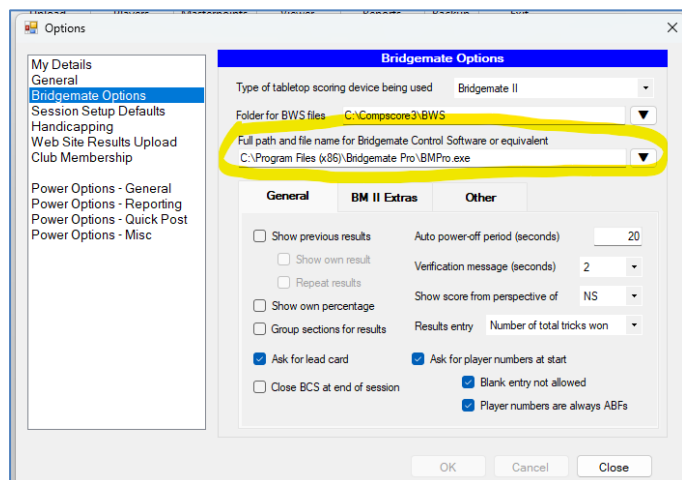 Options
My Details
General
Bridgemate Options
Session Setup Defaults
Handicapping
Web Site Results Upload
Club Membership
Power Options - General
Power Options - Reporting
Power Options - Quick Post
Power Options - Misc
Bridgemate Options
Type of tabletop scoring device being used Bridgemate II
Folder for BWS files C:\Compscore3\BWS
Full path and file name for Bridgemate Control Software or equivalent
C:\Program Files (x86)\Bridgemate Pro\BMPro.exe
General BM II Extras Other
Show previous results Auto power-off period (seconds) 20
Show own result
Verification message (seconds) 2
Repeat results
Show score from perspective of NS
Show own percentage
Group sections for results Results entry Number of total tricks won
Ask for lead card Ask for player numbers at start
Close BCS at end of session Blank entry not allowed
Player numbers are always ABFs
OK Cancel Close